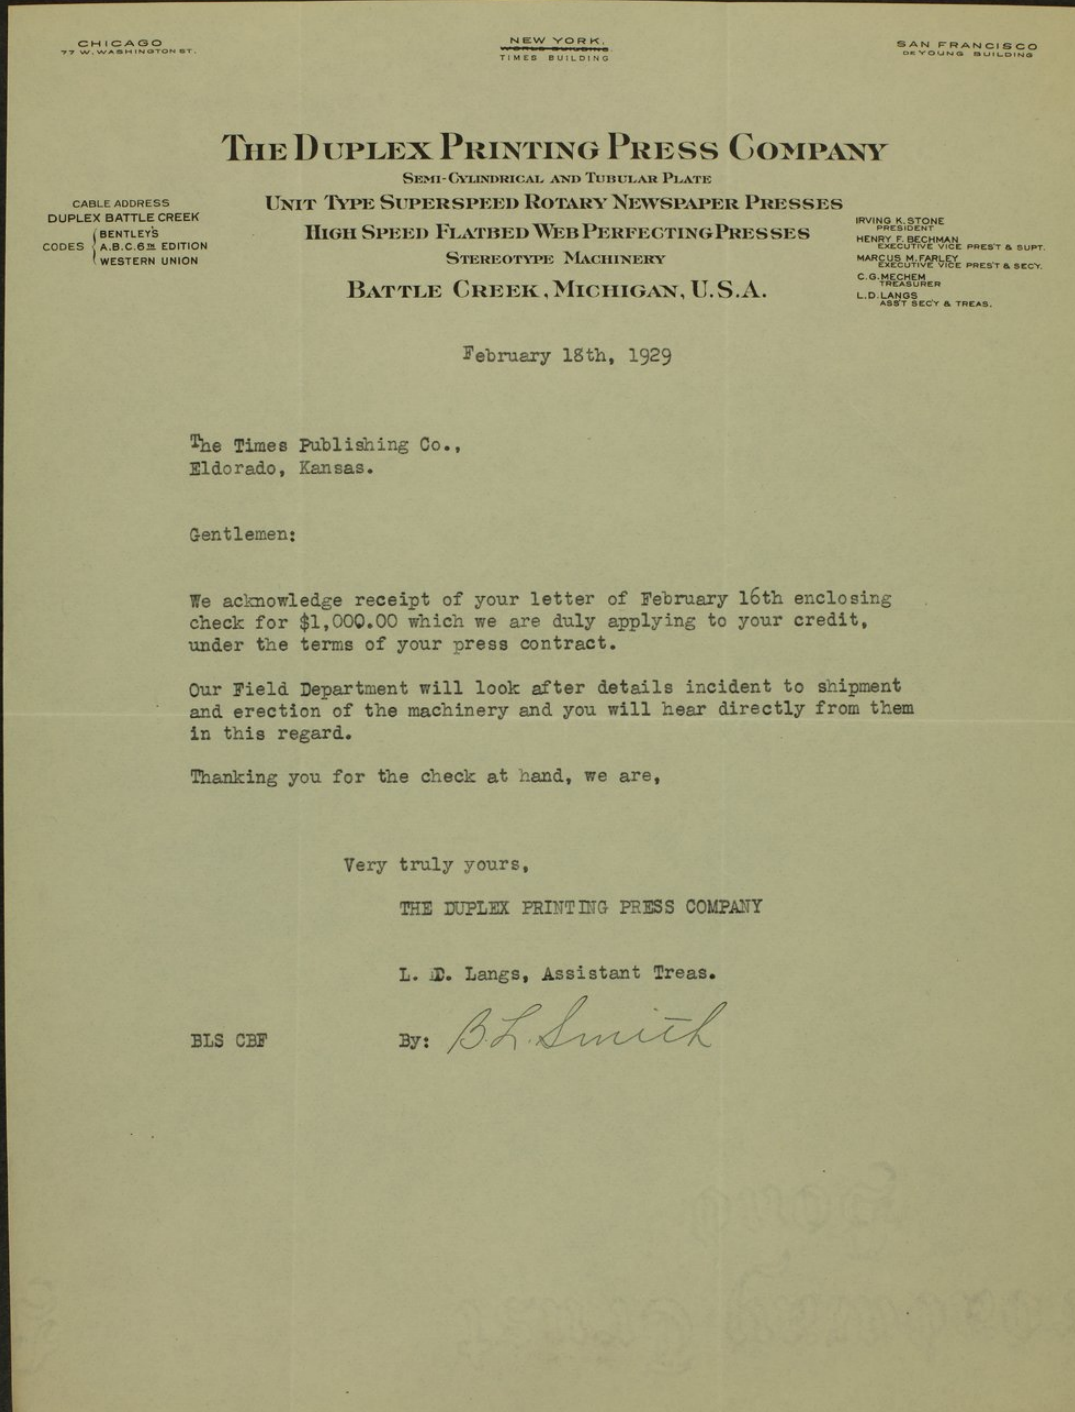 CHICAGO
77 W. WASHINGTON ST.
NEW YORK,
WORLD BUILDING.
TIMES BUILDING
SAN FRANCISCO
DEYOUNG BUILDING
THE DUPLEX PRINTING PRESS COMPANY
SEMI-CYLINDRICAL AND TUBULAR PLATE
UNIT TYPE SUPERSPEED ROTARY NEWSPAPER PRESSES
HIGH SPEED FLATBED WEB PERFECTING PRESSES
STEREOTYPE MACHINERY
BATTLE CREEK, MICHIGAN, U.S.A.
CABLE ADDRESS
DUPLEX BATTLE CREEK
CODES
BENTLEY'S
A.B.C. 6TH EDITION
WESTERN UNION
IRVING K. STONE
PRESIDENT
HENRY F. BECHMAN
EXECUTIVE VICE PRES'T & SUPT.
MARCUS M. FARLEY
EXECUTIVE VICE PRES'T & SEC'Y.
C.G. MECHEM
TREASURER
L.D. LANGS
ASS'T SEC'Y & TREAS.
February 18th, 1929
The Times Publishing Co.,
Eldorado, Kansas.
Gentlemen:
We acknowledge receipt of your letter of February 16th enclosing
check for $1,000.00 which we are duly applying to your credit,
under the terms of your press contract.
Our Field Department will look after details incident to shipment
and erection of the machinery and you will hear directly from them
in this regard.
Thanking you for the check at hand, we are,
Very truly yours,
THE DUPLEX PRINTING PRESS COMPANY
L. D. Langs, Assistant Treas.
BLS CBF
By: B. L. Smith